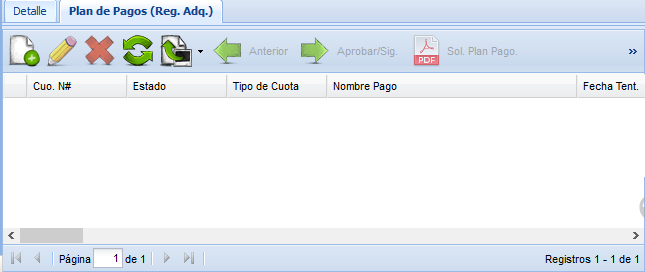 Detalle Plan de Pagos (Reg. Adq.)
Anterior Aprobar/Sig. PDF Sol. Plan Pago. »
Cuo. N# Estado Tipo de Cuota Nombre Pago Fecha Tent.
Página 1 de 1 Registros 1 - 1 de 1